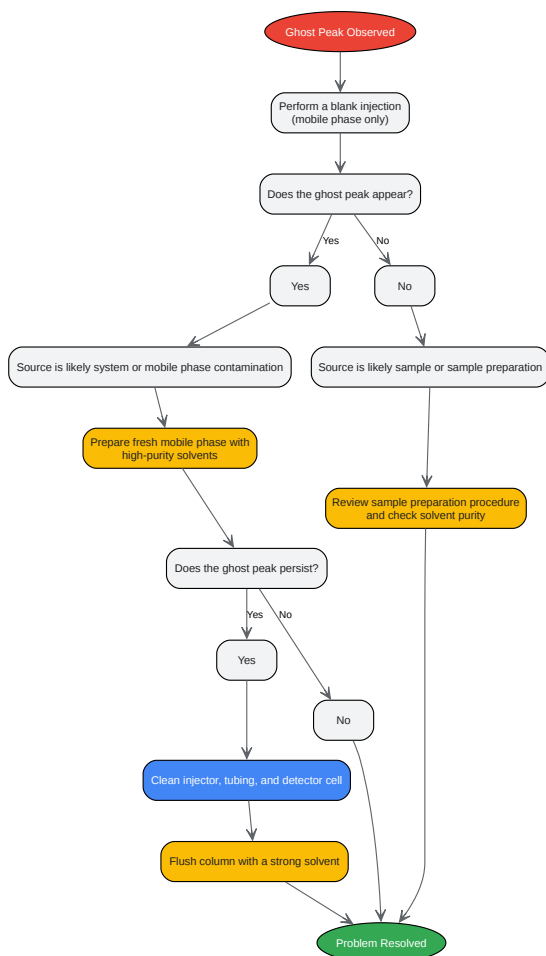 Ghost Peak Observed
Perform a blank injection
(mobile phase only)
Does the ghost peak appear?
Yes
No
Yes
No
Source is likely system or mobile phase contamination
Source is likely sample or sample preparation
Prepare fresh mobile phase with
high-purity solvents
Review sample preparation procedure
and check solvent purity
Does the ghost peak persist?
Yes
No
Yes
No
Clean injector, tubing, and detector cell
Flush column with a strong solvent
Problem Resolved